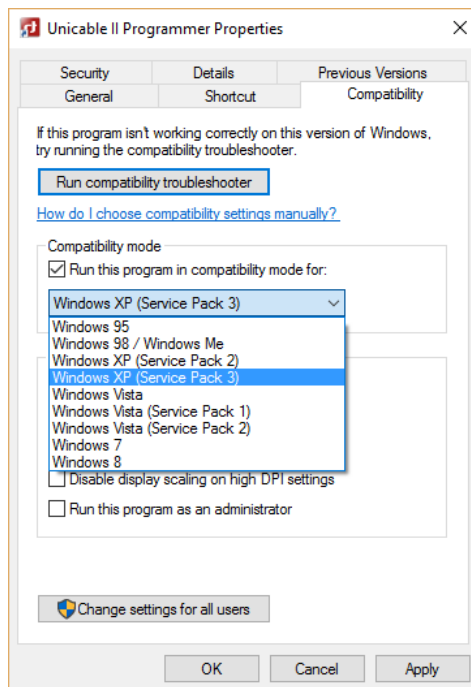 Unicable II Programmer Properties
Security Details Previous Versions
General Shortcut Compatibility
If this program isn't working correctly on this version of Windows,
try running the compatibility troubleshooter.
Run compatibility troubleshooter
How do I choose compatibility settings manually?
Compatibility mode
Run this program in compatibility mode for:
Windows XP (Service Pack 3)
Windows 95
Windows 98 / Windows Me
Windows XP (Service Pack 2)
Windows XP (Service Pack 3)
Windows Vista
Windows Vista (Service Pack 1)
Windows Vista (Service Pack 2)
Windows 7
Windows 8
Disable display scaling on high DPI settings
Run this program as an administrator
Change settings for all users
OK Cancel Apply